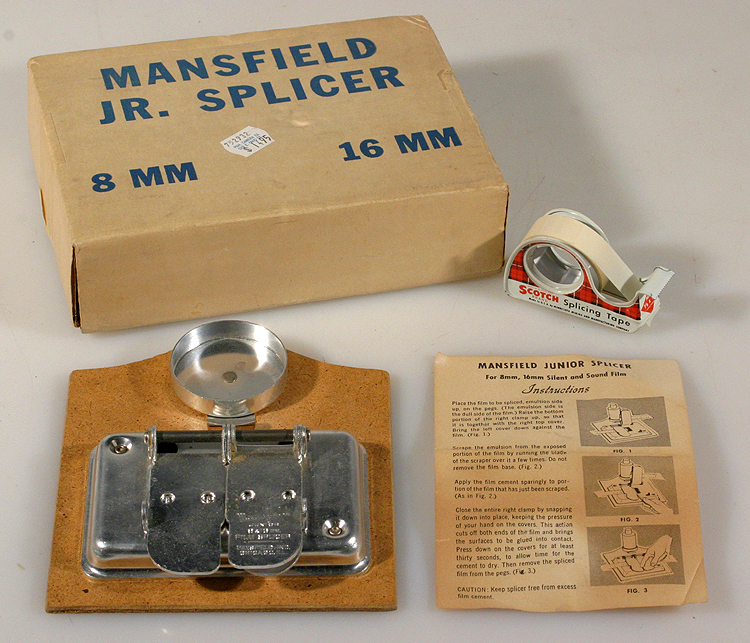 MANSFIELD
JR. SPLICER
8 MM
16 MM
752932
$ 1.495
SCOTCH
Splicing Tape
MANSFIELD JUNIOR SPLICER
For 8mm, 16mm Silent and Sound Film
Instructions
Place the film to be spliced, emulsion side
up, on the pegs. (The emulsion side is
the dull side of the film.) Raise the bottom
portion of the right clamp up, so that
it is together with the right top cover.
Bring the left cover down against the
film. (Fig. 1.)
FIG. 1
Scrape the emulsion from the exposed
portion of the film by running the blade
of the scraper over it a few times. Do not
remove the film base. (Fig. 2.)
Apply the film cement sparingly to por-
tion of the film that has just been scraped.
(As in Fig. 2.)
FIG. 2
Close the entire right clamp by snapping
it down into place, keeping the pressure
of your hand on the covers. This action
cuts off both ends of the film and brings
the surfaces to be glued into contact.
Press down on the covers for at least
thirty seconds, to allow time for the
cement to dry. Then remove the spliced
film from the pegs. (Fig. 3.)
FIG. 3
CAUTION: Keep splicer free from excess
film cement.
FILM SPLICER
MANSFIELD, INC.
CHICAGO, ILL.